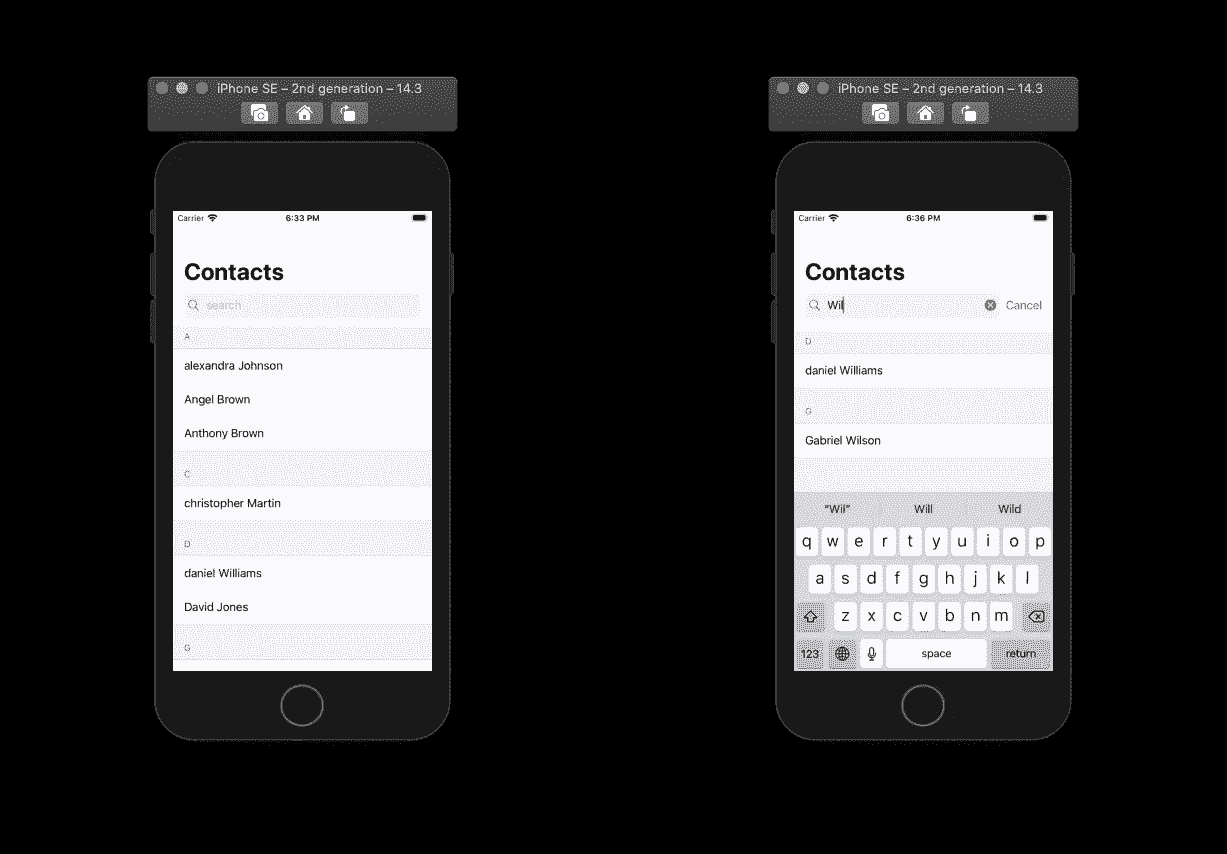 iPhone SE – 2nd generation – 14.3
Carrier 6:33 PM
Contacts
search
A
alexandra Johnson
Angel Brown
Anthony Brown
C
christopher Martin
D
daniel Williams
David Jones
G
iPhone SE – 2nd generation – 14.3
Carrier 6:36 PM
Contacts
Wil Cancel
D
daniel Williams
G
Gabriel Wilson
"Wil" Will Wild
q w e r t y u i o p
a s d f g h j k l
z x c v b n m
123 space return